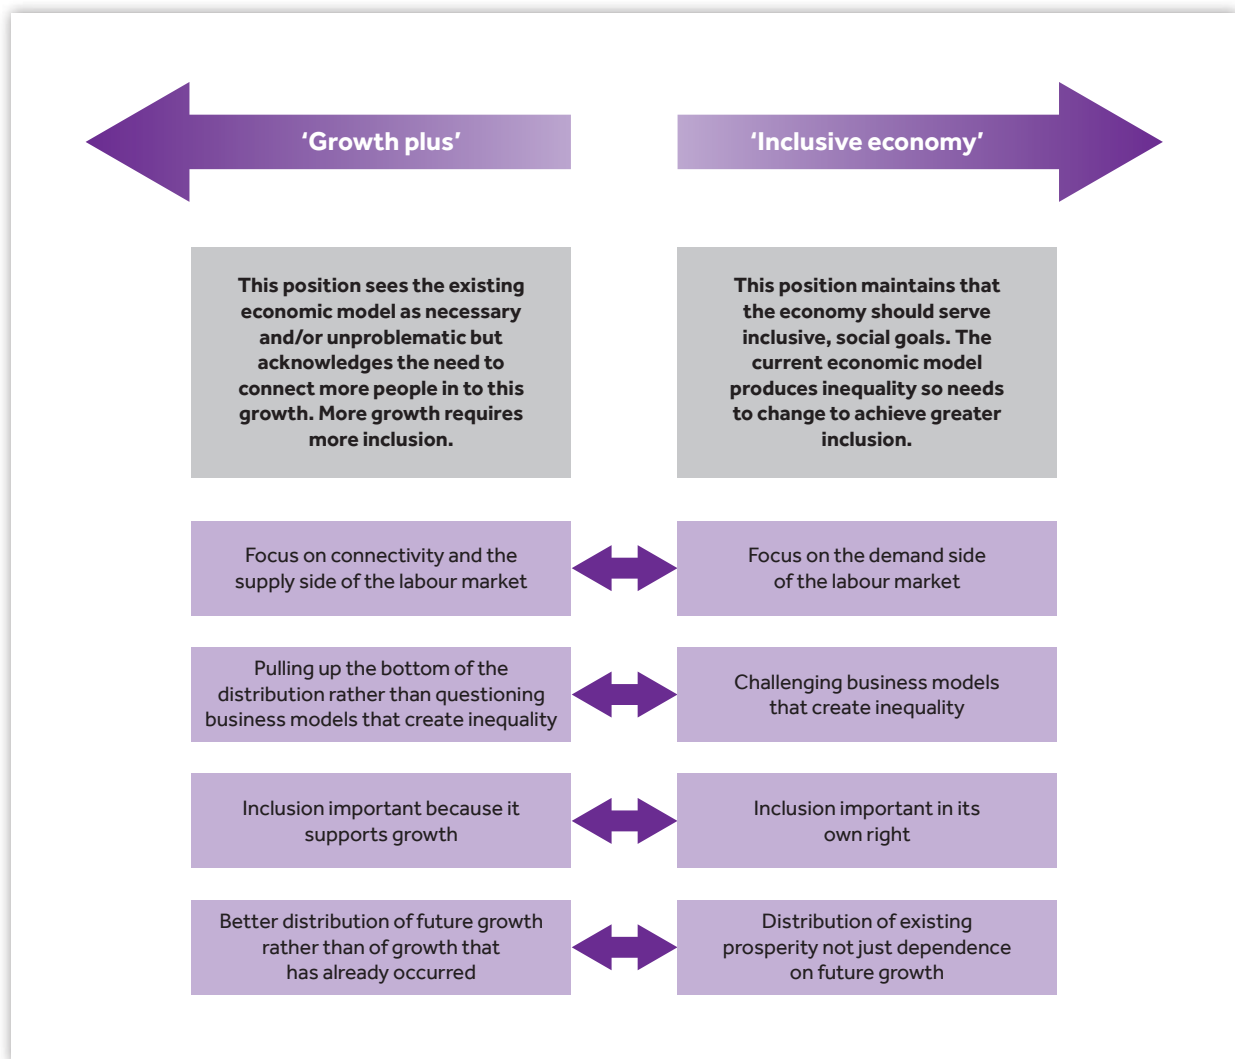 ‘Growth plus’
‘Inclusive economy’
This position sees the existing
economic model as necessary
and/or unproblematic but
acknowledges the need to
connect more people in to this
growth. More growth requires
more inclusion.
This position maintains that
the economy should serve
inclusive, social goals. The
current economic model
produces inequality so needs
to change to achieve greater
inclusion.
Focus on connectivity and the
supply side of the labour market
Focus on the demand side
of the labour market
Pulling up the bottom of the
distribution rather than questioning
business models that create inequality
Challenging business models
that create inequality
Inclusion important because it
supports growth
Inclusion important in its
own right
Better distribution of future growth
rather than of growth that
has already occurred
Distribution of existing
prosperity not just dependence
on future growth